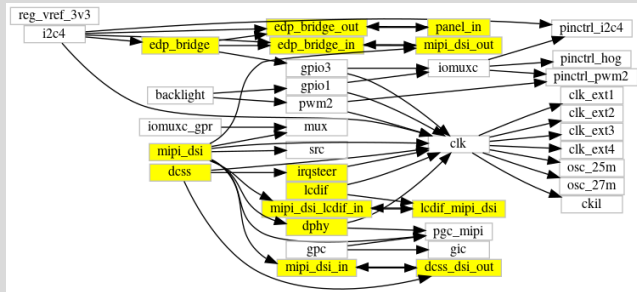 reg_vref_3v3
i2c4
edp_bridge_out
panel_in
pinctrl_i2c4
edp_bridge
edp_bridge_in
mipi_dsi_out
pinctrl_hog
gpio3
iomuxc
pinctrl_pwm2
backlight
gpio1
clk_ext1
pwm2
clk_ext2
iomuxc_gpr
mux
clk_ext3
mipi_dsi
src
clk
clk_ext4
dcss
irqsteer
osc_25m
lcdif
osc_27m
mipi_dsi_lcdif_in
lcdif_mipi_dsi
ckil
dphy
pgc_mipi
gpc
gic
mipi_dsi_in
dcss_dsi_out